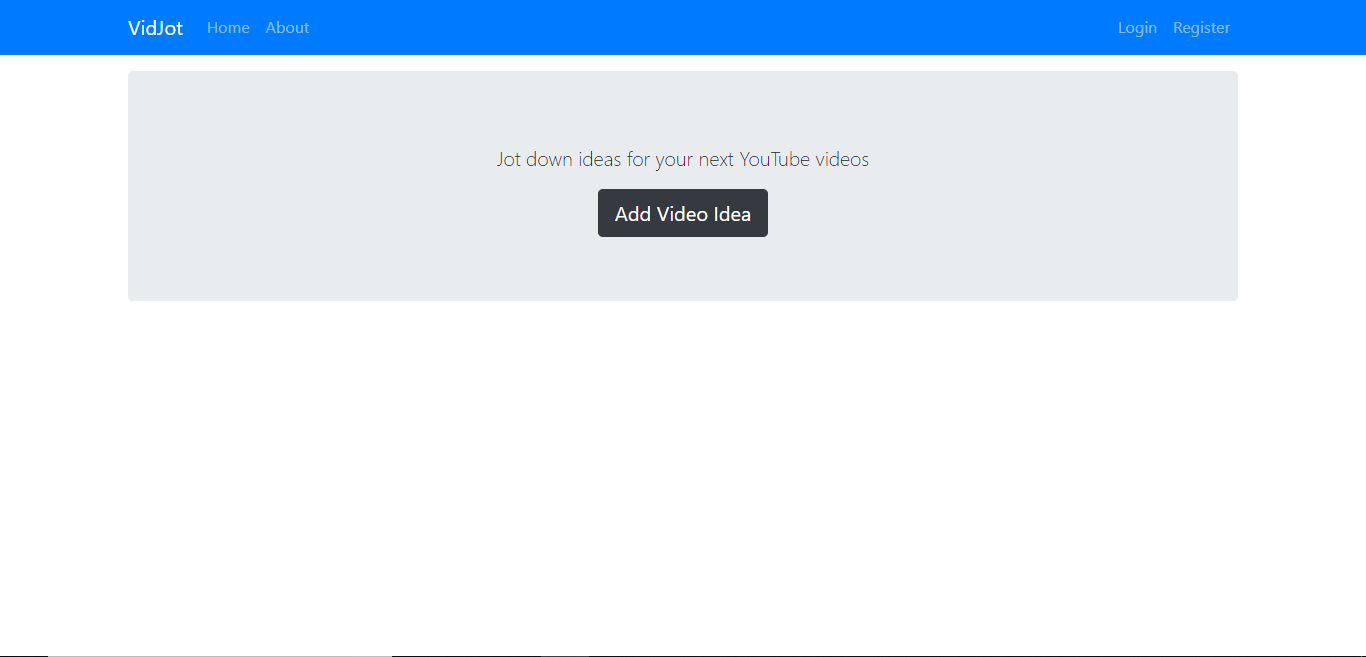 VidJot Home About Login Register
Jot down ideas for your next YouTube videos
Add Video Idea